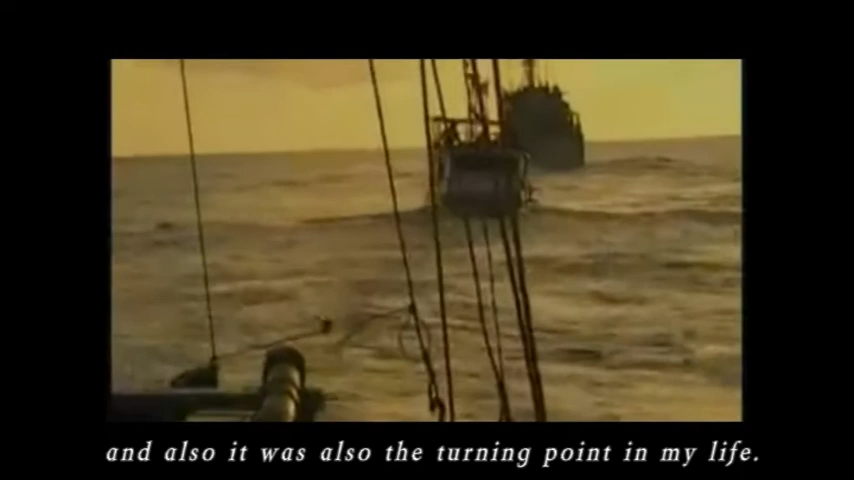 and also it was also the turning point in my life.